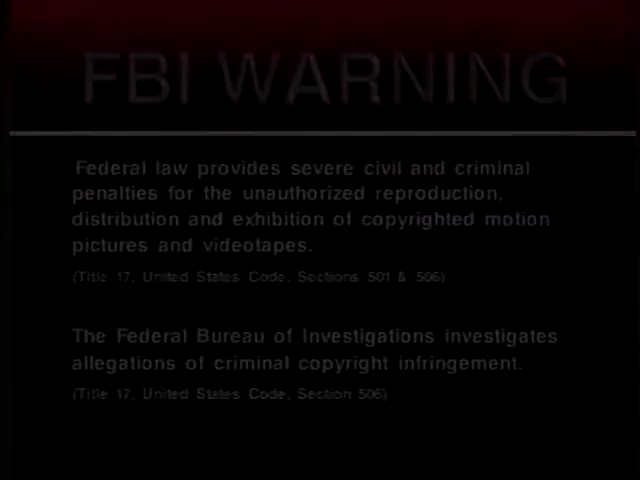 FBI WARNING
Federal law provides severe civil and criminal
penalties for the unauthorized reproduction,
distribution and exhibition of copyrighted motion
pictures and videotapes.
(Title 17, United States Code, Sections 501 & 506)
The Federal Bureau of Investigations investigates
allegations of criminal copyright infringement.
(Title 17, United States Code, Section 506)